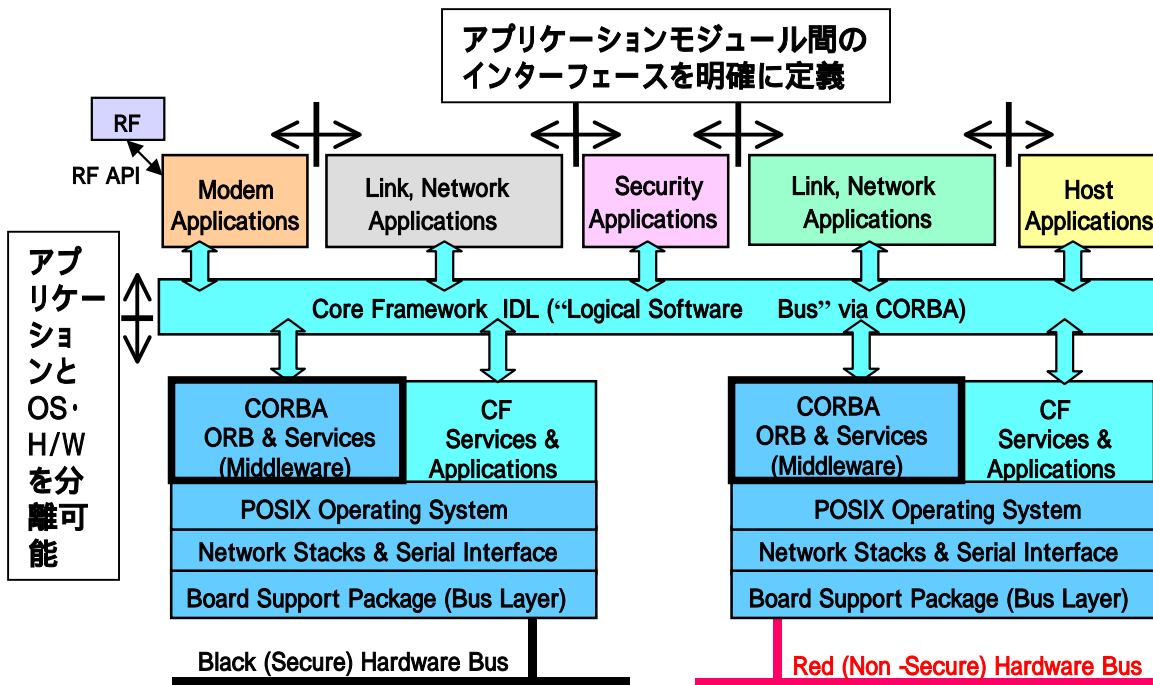 アプリケーションモジュール間の
インターフェースを明確に定義
RF
RF API
Modem
Applications
Link, Network
Applications
Security
Applications
Link, Network
Applications
Host
Applications
アプ
リケー
ショ
ンと
OS・
H/W
を分
離可
能
Core Framework IDL (“Logical Software Bus” via CORBA)
CORBA
ORB & Services
(Middleware)
CF
Services &
Applications
POSIX Operating System
Network Stacks & Serial Interface
Board Support Package (Bus Layer)
Black (Secure) Hardware Bus
CORBA
ORB & Services
(Middleware)
CF
Services &
Applications
POSIX Operating System
Network Stacks & Serial Interface
Board Support Package (Bus Layer)
Red (Non -Secure) Hardware Bus